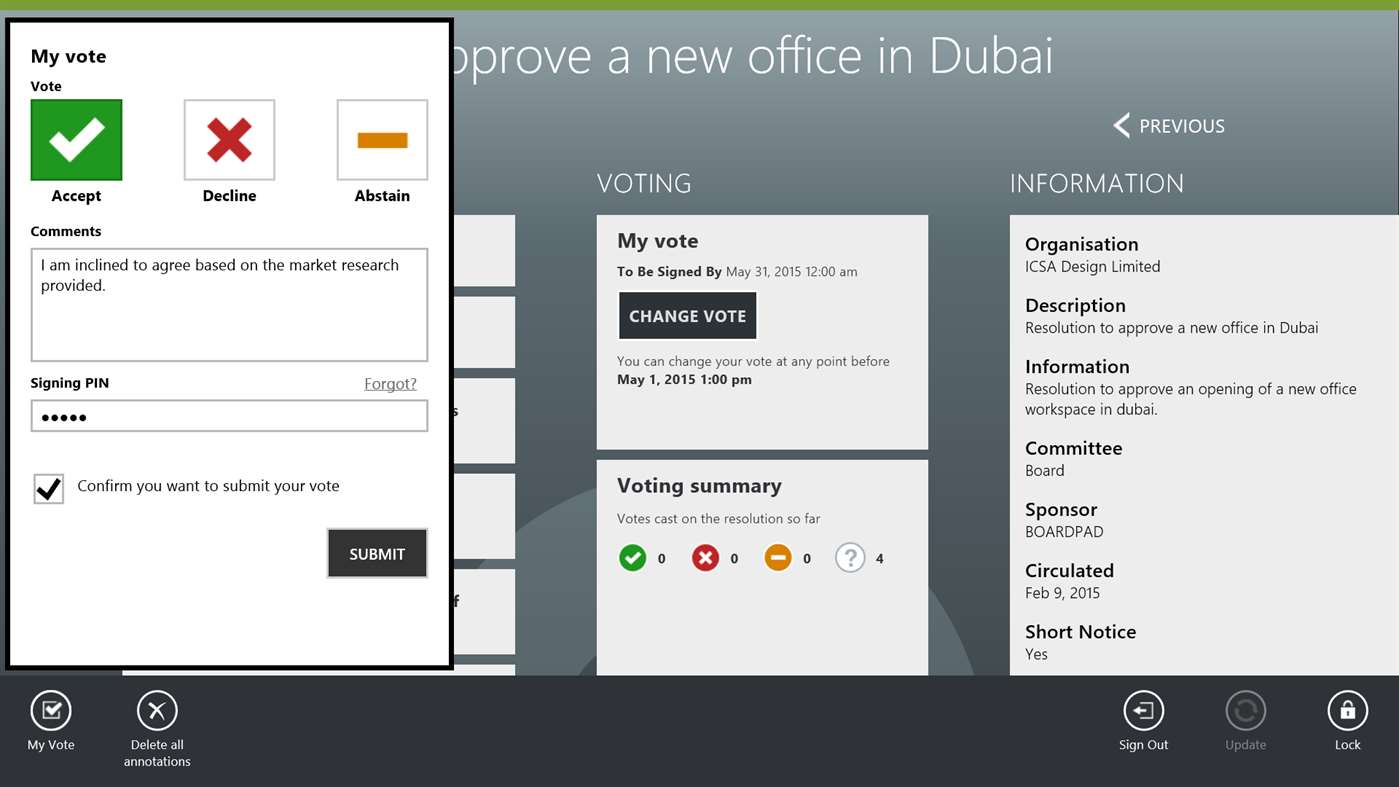 pprove a new office in Dubai
My vote
Vote
Accept
Decline
Abstain
Comments
I am inclined to agree based on the market research
provided.
Signing PIN
Forgot?
Confirm you want to submit your vote
SUBMIT
PREVIOUS
VOTING
My vote
To Be Signed By May 31, 2015 12:00 am
CHANGE VOTE
You can change your vote at any point before
May 1, 2015 1:00 pm
Voting summary
Votes cast on the resolution so far
0 0 0 ? 4
INFORMATION
Organisation
ICSA Design Limited
Description
Resolution to approve a new office in Dubai
Information
Resolution to approve an opening of a new office
workspace in dubai.
Committee
Board
Sponsor
BOARDPAD
Circulated
Feb 9, 2015
Short Notice
Yes
My Vote
Delete all
annotations
Sign Out
Update
Lock